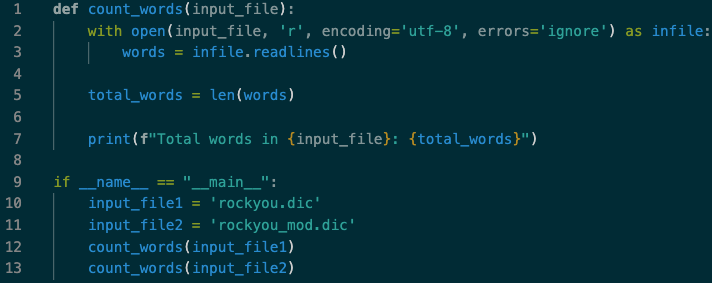 1 def count_words(input_file):
2     with open(input_file, 'r', encoding='utf-8', errors='ignore') as infile:
3         words = infile.readlines()
4
5     total_words = len(words)
6
7     print(f"Total words in {input_file}: {total_words}")
8
9 if __name__ == "__main__":
10     input_file1 = 'rockyou.dic'
11     input_file2 = 'rockyou_mod.dic'
12     count_words(input_file1)
13     count_words(input_file2)